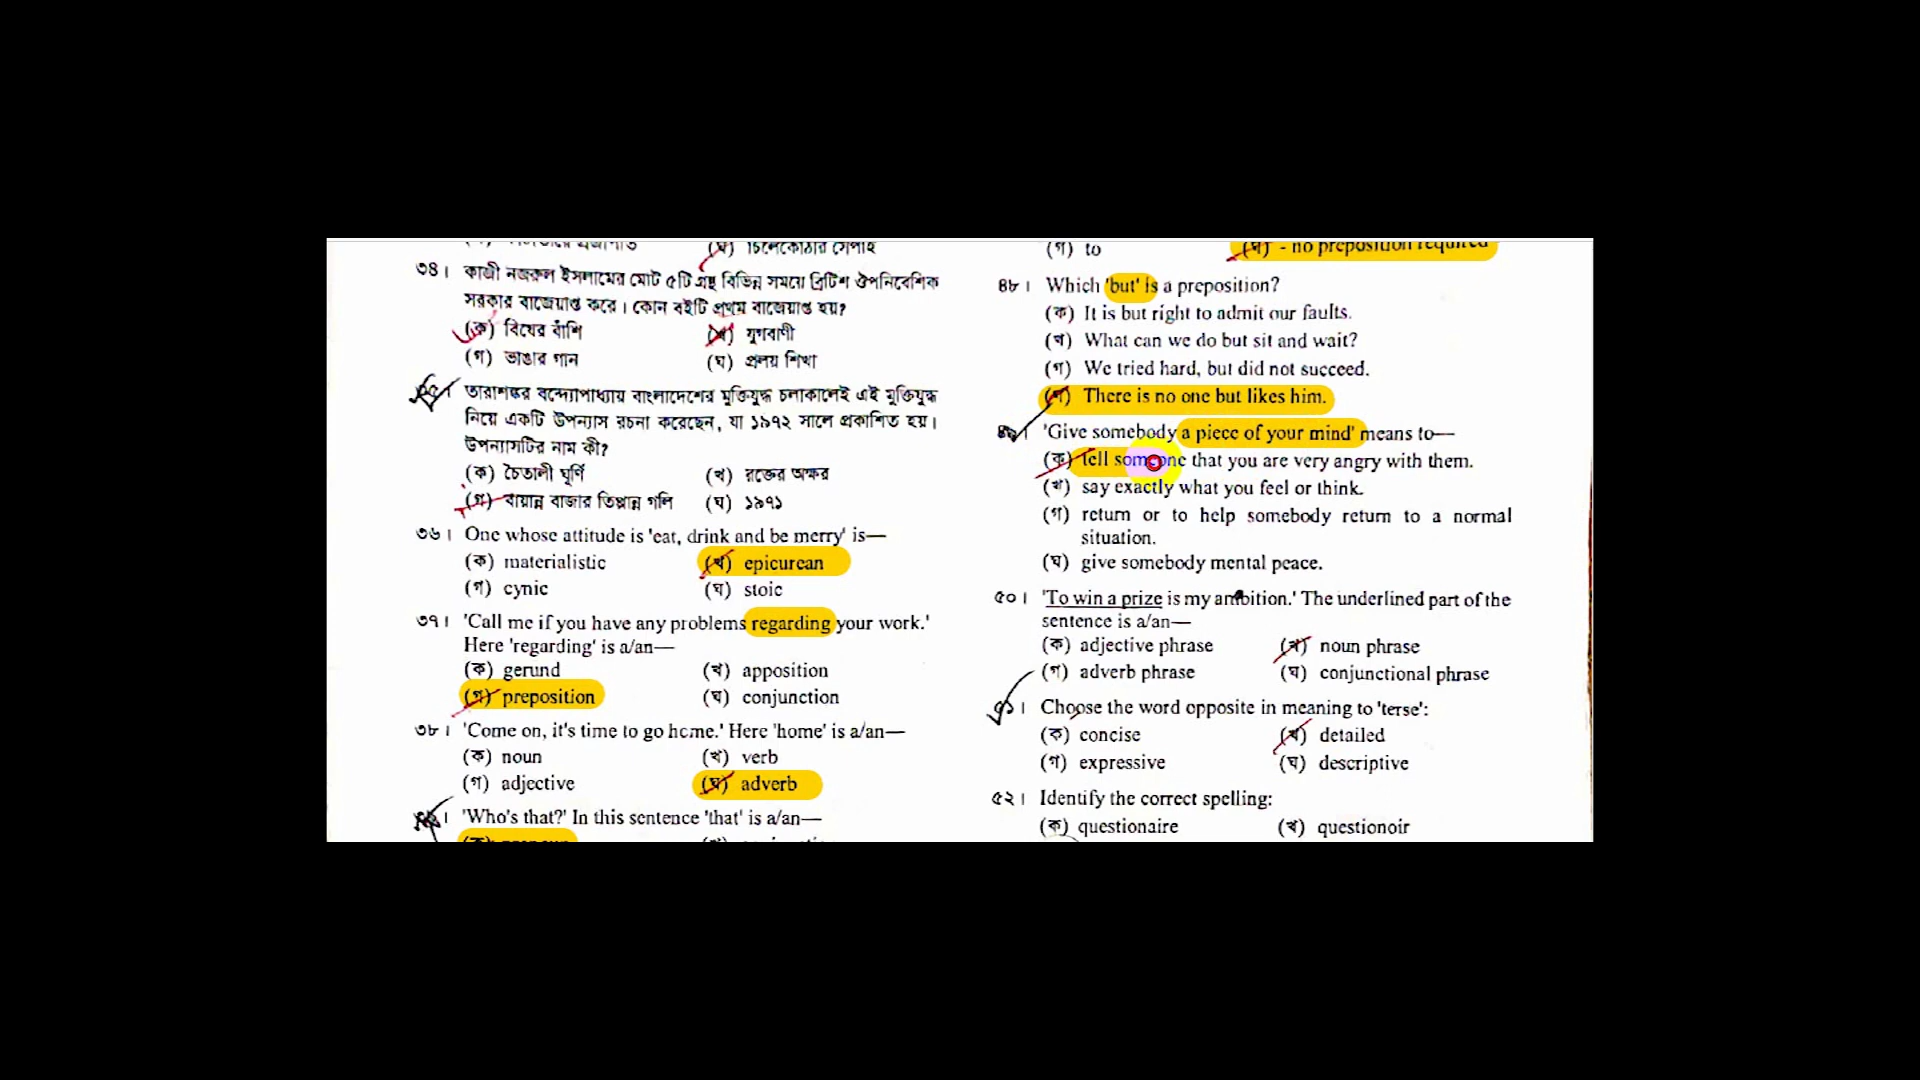 (ঘ) চিলেকোঠার সেপাই
৩৪। কাজী নজরুল ইসলামের মোট ৫টি গ্রন্থ বিভিন্ন সময়ে ব্রিটিশ ঔপনিবেশিক
সরকার বাজেয়াপ্ত করে। কোন বইটি প্রথম বাজেয়াপ্ত হয়?
(ক) বিষের বাঁশি (খ) যুগবাণী
(গ) ভাঙার গান (ঘ) প্রলয় শিখা
তারাশঙ্কর বন্দ্যোপাধ্যায় বাংলাদেশের মুক্তিযুদ্ধ চলাকালেই এই মুক্তিযুদ্ধ
নিয়ে একটি উপন্যাস রচনা করেছেন, যা ১৯৭২ সালে প্রকাশিত হয়।
উপন্যাসটির নাম কী?
(ক) চৈতালী ঘূর্ণি (খ) রক্তের অক্ষর
(গ) বায়ান্ন বাজার তিপ্পান্ন গলি (ঘ) ১৯৭১
৩৬। One whose attitude is 'eat, drink and be merry' is—
(ক) materialistic (খ) epicurean
(গ) cynic (ঘ) stoic
৩৭। 'Call me if you have any problems regarding your work.'
Here 'regarding' is a/an—
(ক) gerund (খ) apposition
(গ) preposition (ঘ) conjunction
৩৮। 'Come on, it's time to go home.' Here 'home' is a/an—
(ক) noun (খ) verb
(গ) adjective (ঘ) adverb
'Who's that?' In this sentence 'that' is a/an—
(গ) to (ঘ) - no preposition required
৪৮। Which 'but' is a preposition?
(ক) It is but right to admit our faults.
(খ) What can we do but sit and wait?
(গ) We tried hard, but did not succeed.
(ঘ) There is no one but likes him.
৪৯। 'Give somebody a piece of your mind' means to—
(ক) tell someone that you are very angry with them.
(খ) say exactly what you feel or think.
(গ) return or to help somebody return to a normal
situation.
(ঘ) give somebody mental peace.
৫০। 'To win a prize is my ambition.' The underlined part of the
sentence is a/an—
(ক) adjective phrase (খ) noun phrase
(গ) adverb phrase (ঘ) conjunctional phrase
৫১। Choose the word opposite in meaning to 'terse':
(ক) concise (খ) detailed
(গ) expressive (ঘ) descriptive
৫২। Identify the correct spelling:
(ক) questionaire (খ) questionoir